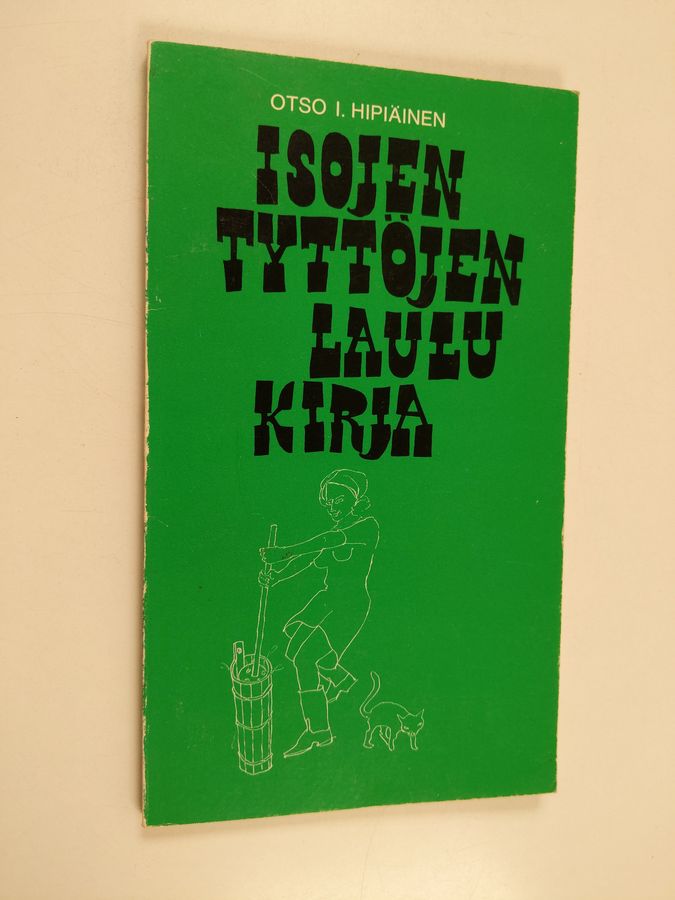 OTSO I. HIPIÄINEN
ISOJEN
TYTTÖJEN
LAULU
KIRJA